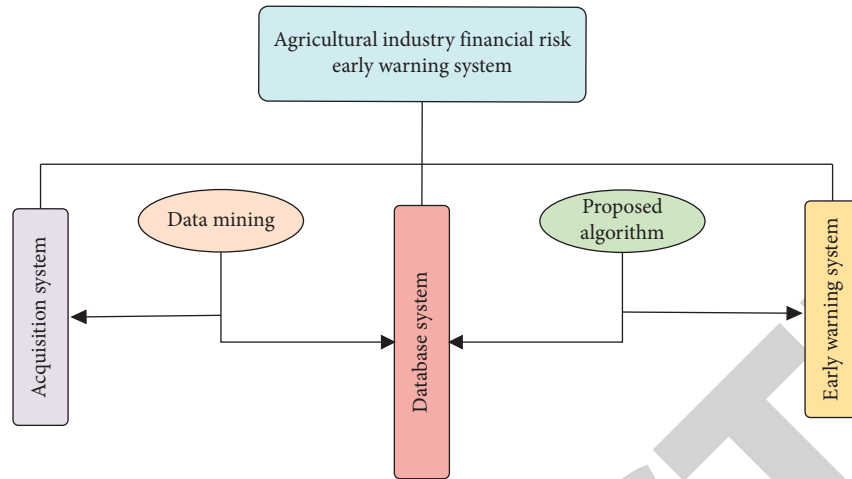 Agricultural industry financial risk
early warning system
Data mining
Proposed
algorithm
Acquisition system
Database system
Early warning system